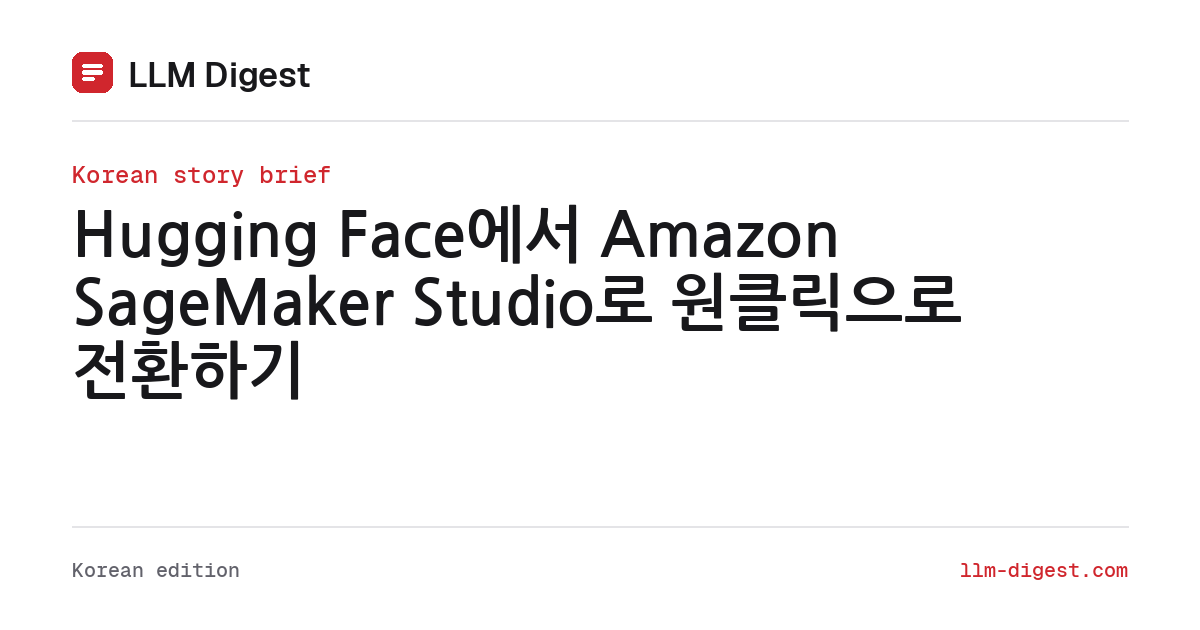 LLM Digest
Korean story brief
Hugging Face에서 Amazon
SageMaker Studio로 원클릭으로
전환하기
Korean edition
llm-digest.com